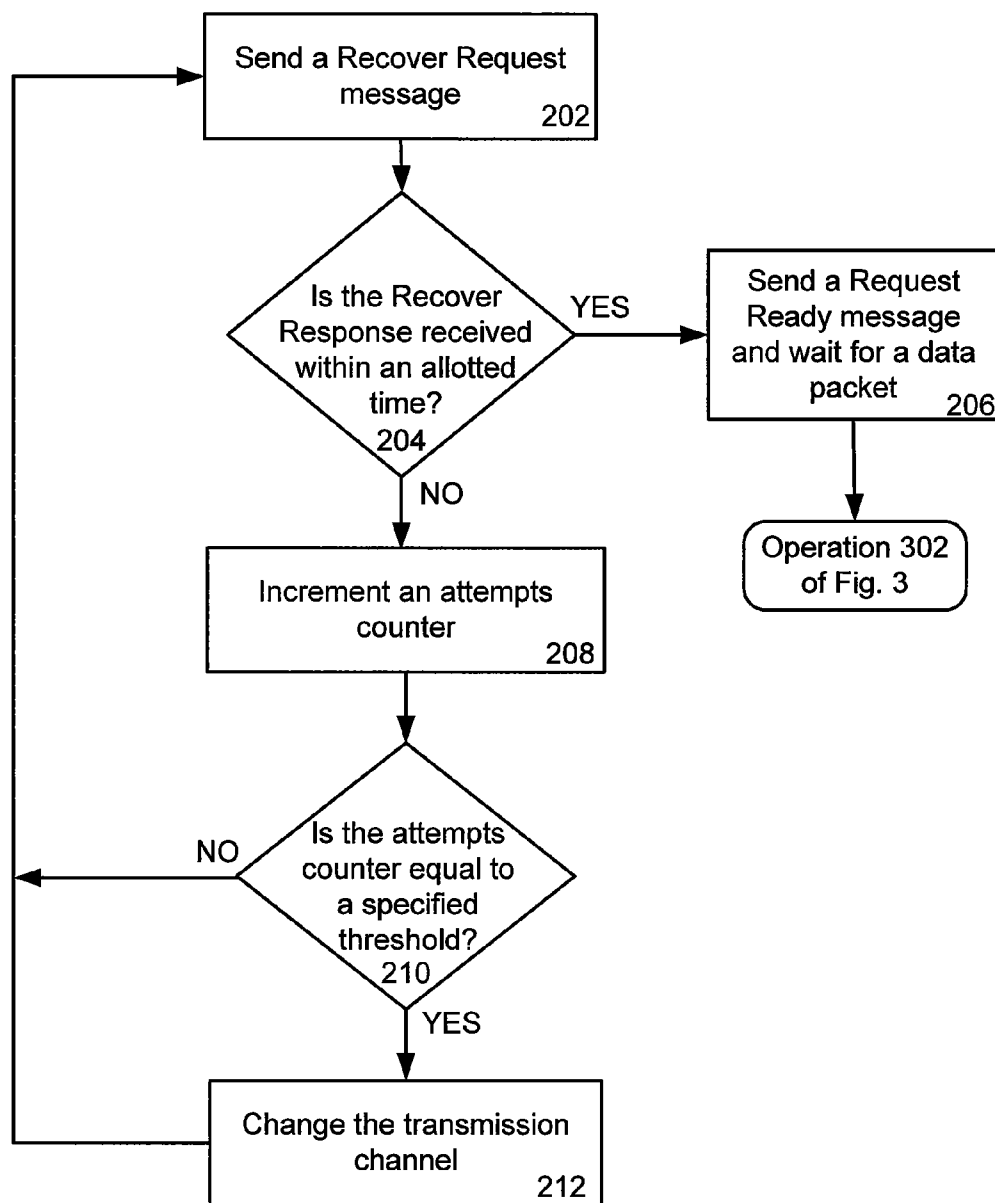 Send a Recover Request
message
202
Is the Recover
Response received
within an allotted
time?
204
YES
Send a Request
Ready message
and wait for a data
packet
206
NO
Operation 302
of Fig. 3
Increment an attempts
counter
208
Is the attempts
counter equal to
a specified
threshold?
210
NO
YES
Change the transmission
channel
212